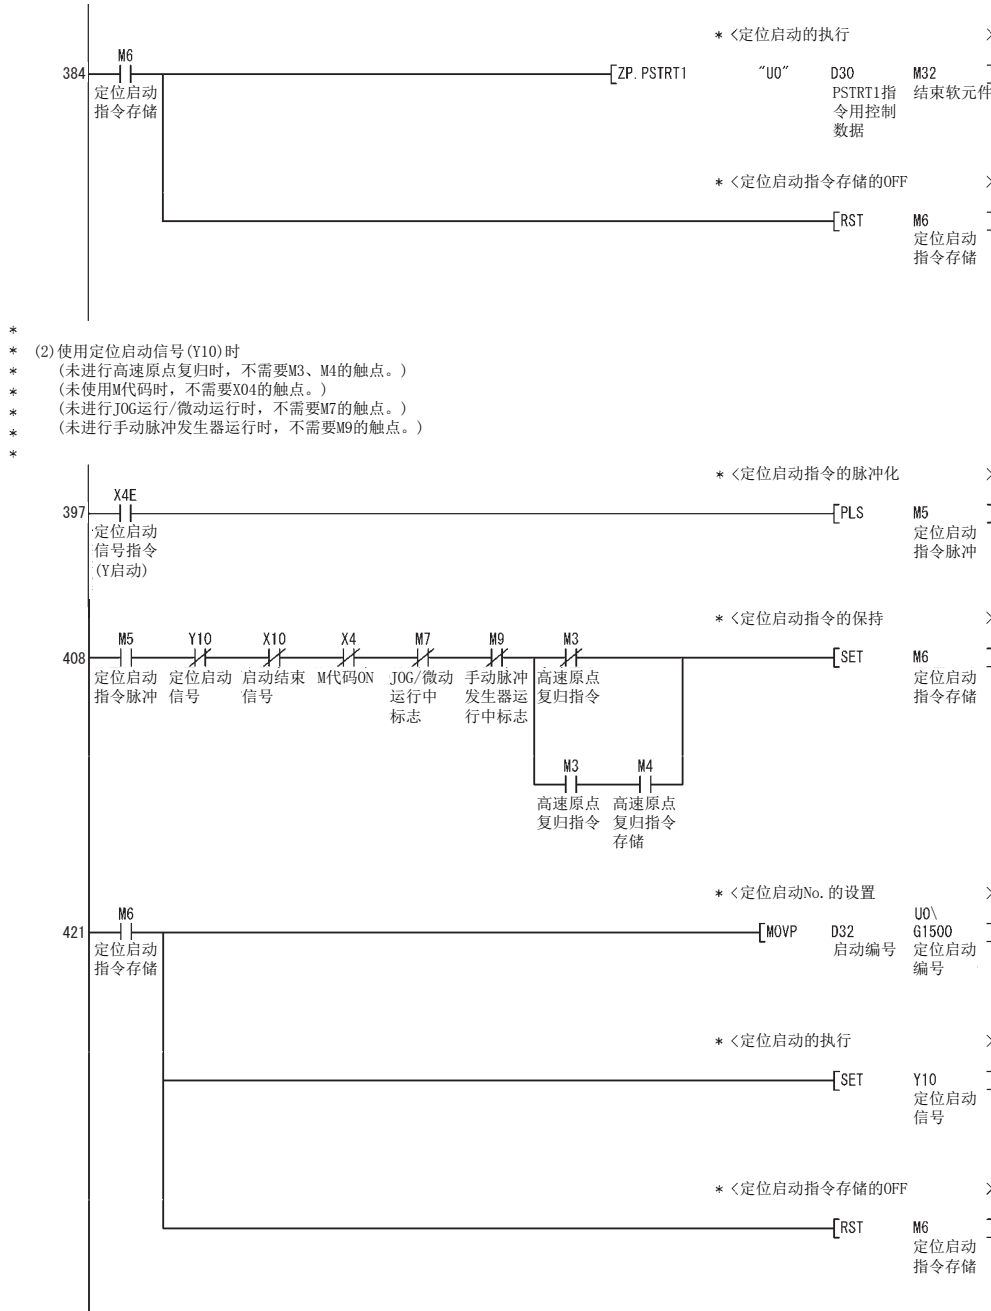 * <定位启动的执行 >
M6
384 [ZP.PSTRT1 "U0" D30 M32 ]
定位启动 PSTRT1指 结束软元件
指令存储 令用控制
数据
* <定位启动指令存储的OFF >
[RST M6 ]
定位启动
指令存储
*
* (2)使用定位启动信号(Y10)时
* (未进行高速原点复归时，不需要M3、M4的触点。)
* (未使用M代码时，不需要X04的触点。)
* (未进行JOG运行/微动运行时，不需要M7的触点。)
* (未进行手动脉冲发生器运行时，不需要M9的触点。)
*
* <定位启动指令的脉冲化 >
X4E
397 [PLS M5 ]
定位启动 定位启动
信号指令 指令脉冲
(Y启动)
* <定位启动指令的保持 >
M5 Y10 X10 X4 M7 M9 M3
408 [SET M6 ]
定位启动 定位启动 启动结束 M代码ON JOG/微动 手动脉冲 高速原点 定位启动
指令脉冲 信号 信号 运行中 发生器运 复归指令 指令存储
标志 行中标志
M3 M4
高速原点 高速原点
复归指令 复归指令
存储
* <定位启动No.的设置 >
M6 U0\
421 [MOVP D32 G1500 ]
定位启动 启动编号 定位启动
指令存储 编号
* <定位启动的执行 >
[SET Y10 ]
定位启动
信号
* <定位启动指令存储的OFF >
[RST M6 ]
定位启动
指令存储